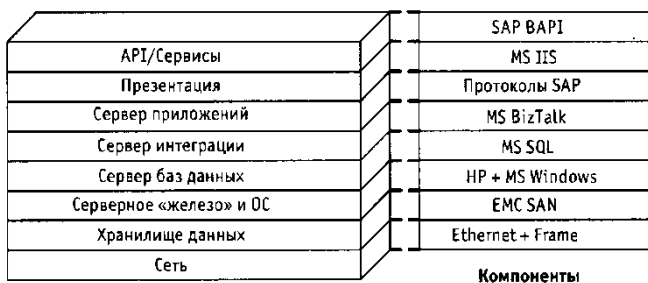 SAP BAPI
API/Сервисы
MS IIS
Презентация
Протоколы SAP
Сервер приложений
MS BizTalk
Сервер интеграции
MS SQL
Сервер баз данных
HP + MS Windows
Серверное «железо» и ОС
EMC SAN
Хранилище данных
Ethernet + Frame
Сеть
Компоненты